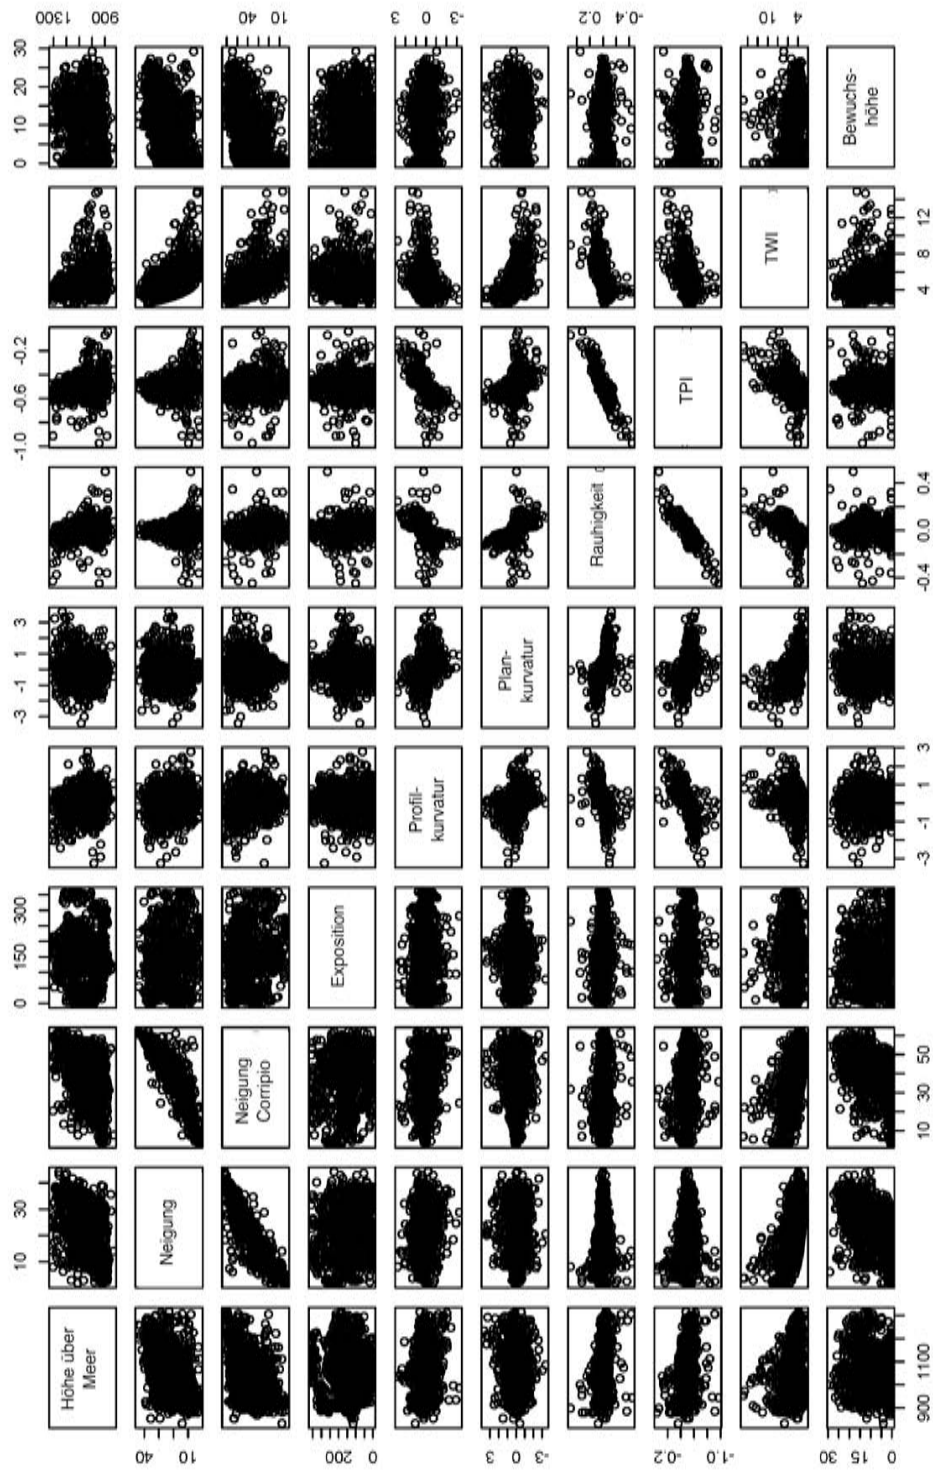 10 30 0 150 300 -3 -1 1 3 -1.0 -0.6 -0.2 0 10 20 30
Höhe über
Meer
900 1300
40 10
Neigung
Neigung
Corripio
10 40
200 0
Exposition
Profil-
kurvatur
-3 0 3
3 0 -3
Plan-
kurvatur
Rauhigkeit
-0.4 0.2
-0.2 -1.0
TPI
TWI
4 10
30 15 0
Bewuchs-
höhe
900 1100 10 30 50 -3 -1 1 3 -0.4 0.0 0.4 4 8 12